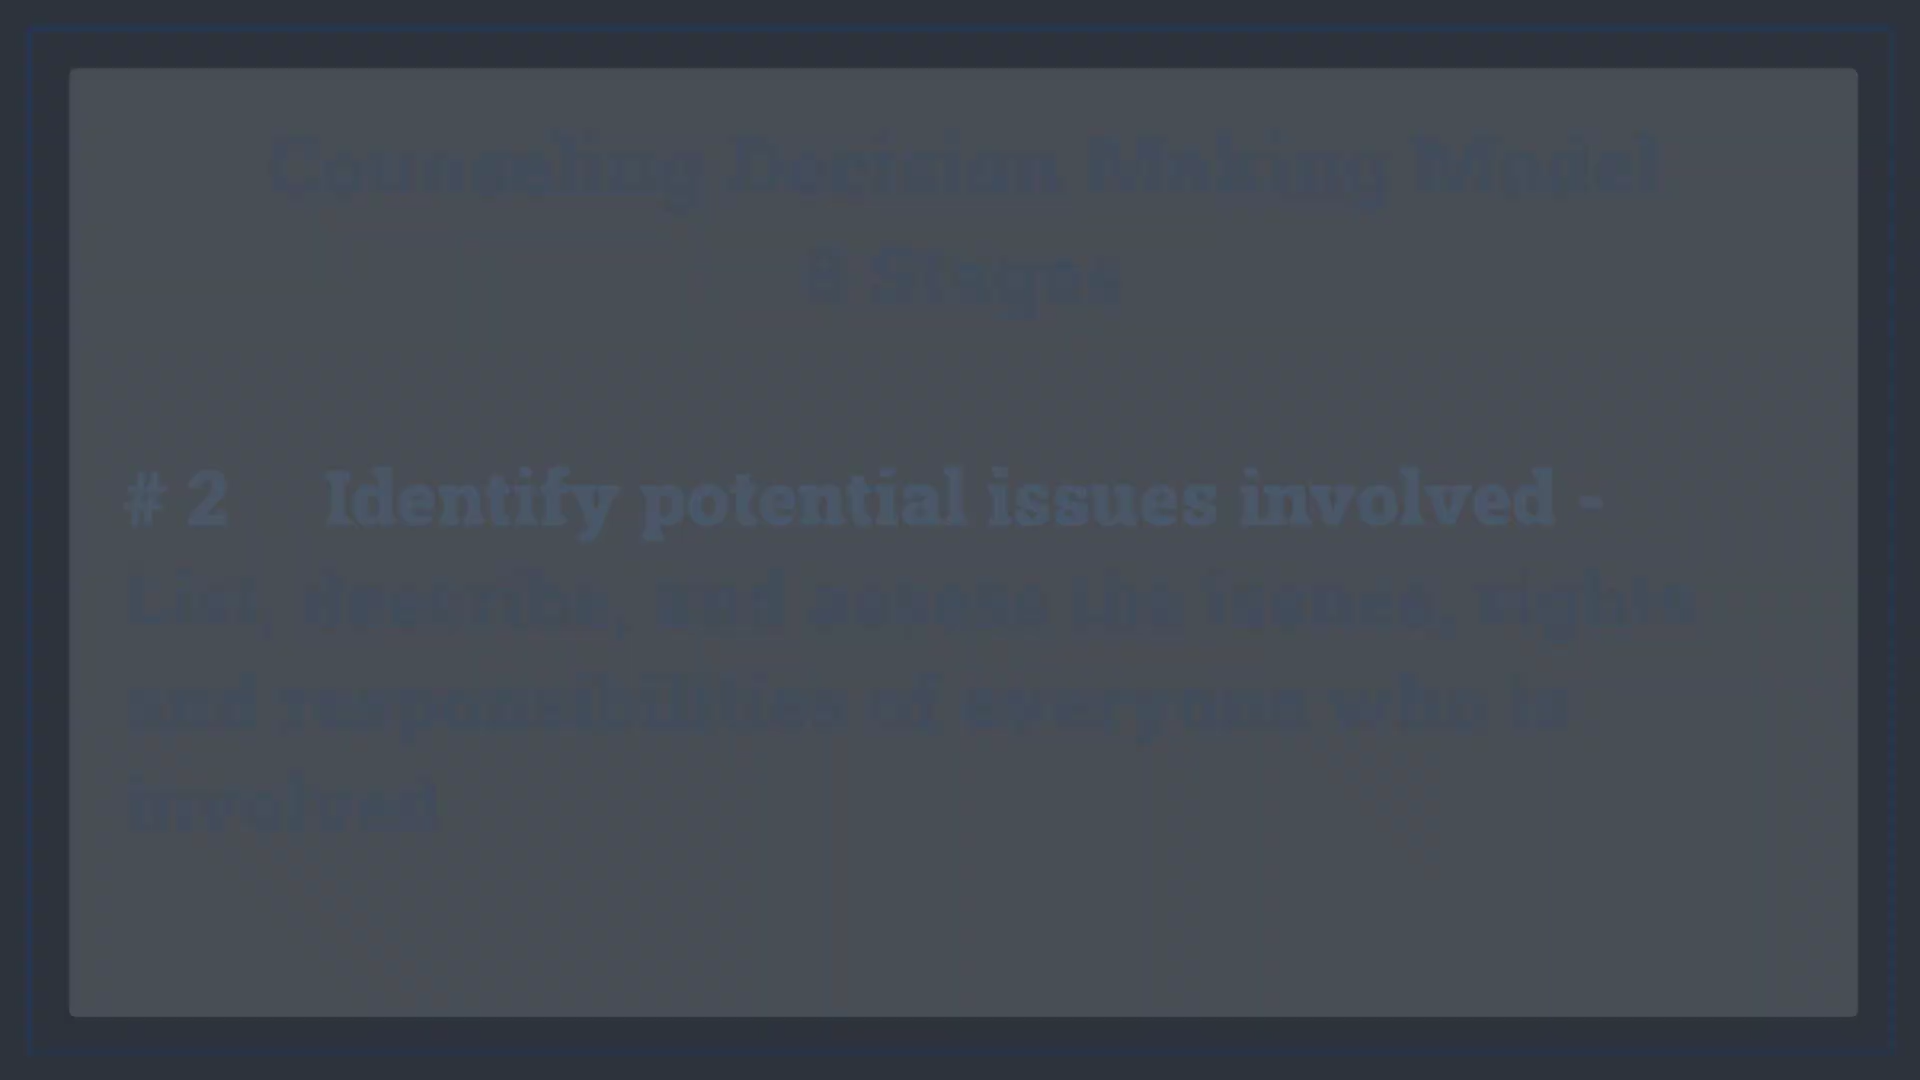 Counseling Decision Making Model
8 Stages
# 2 Identify potential issues involved -
List, describe, and assess the issues, rights
and responsibilities of everyone who is
involved